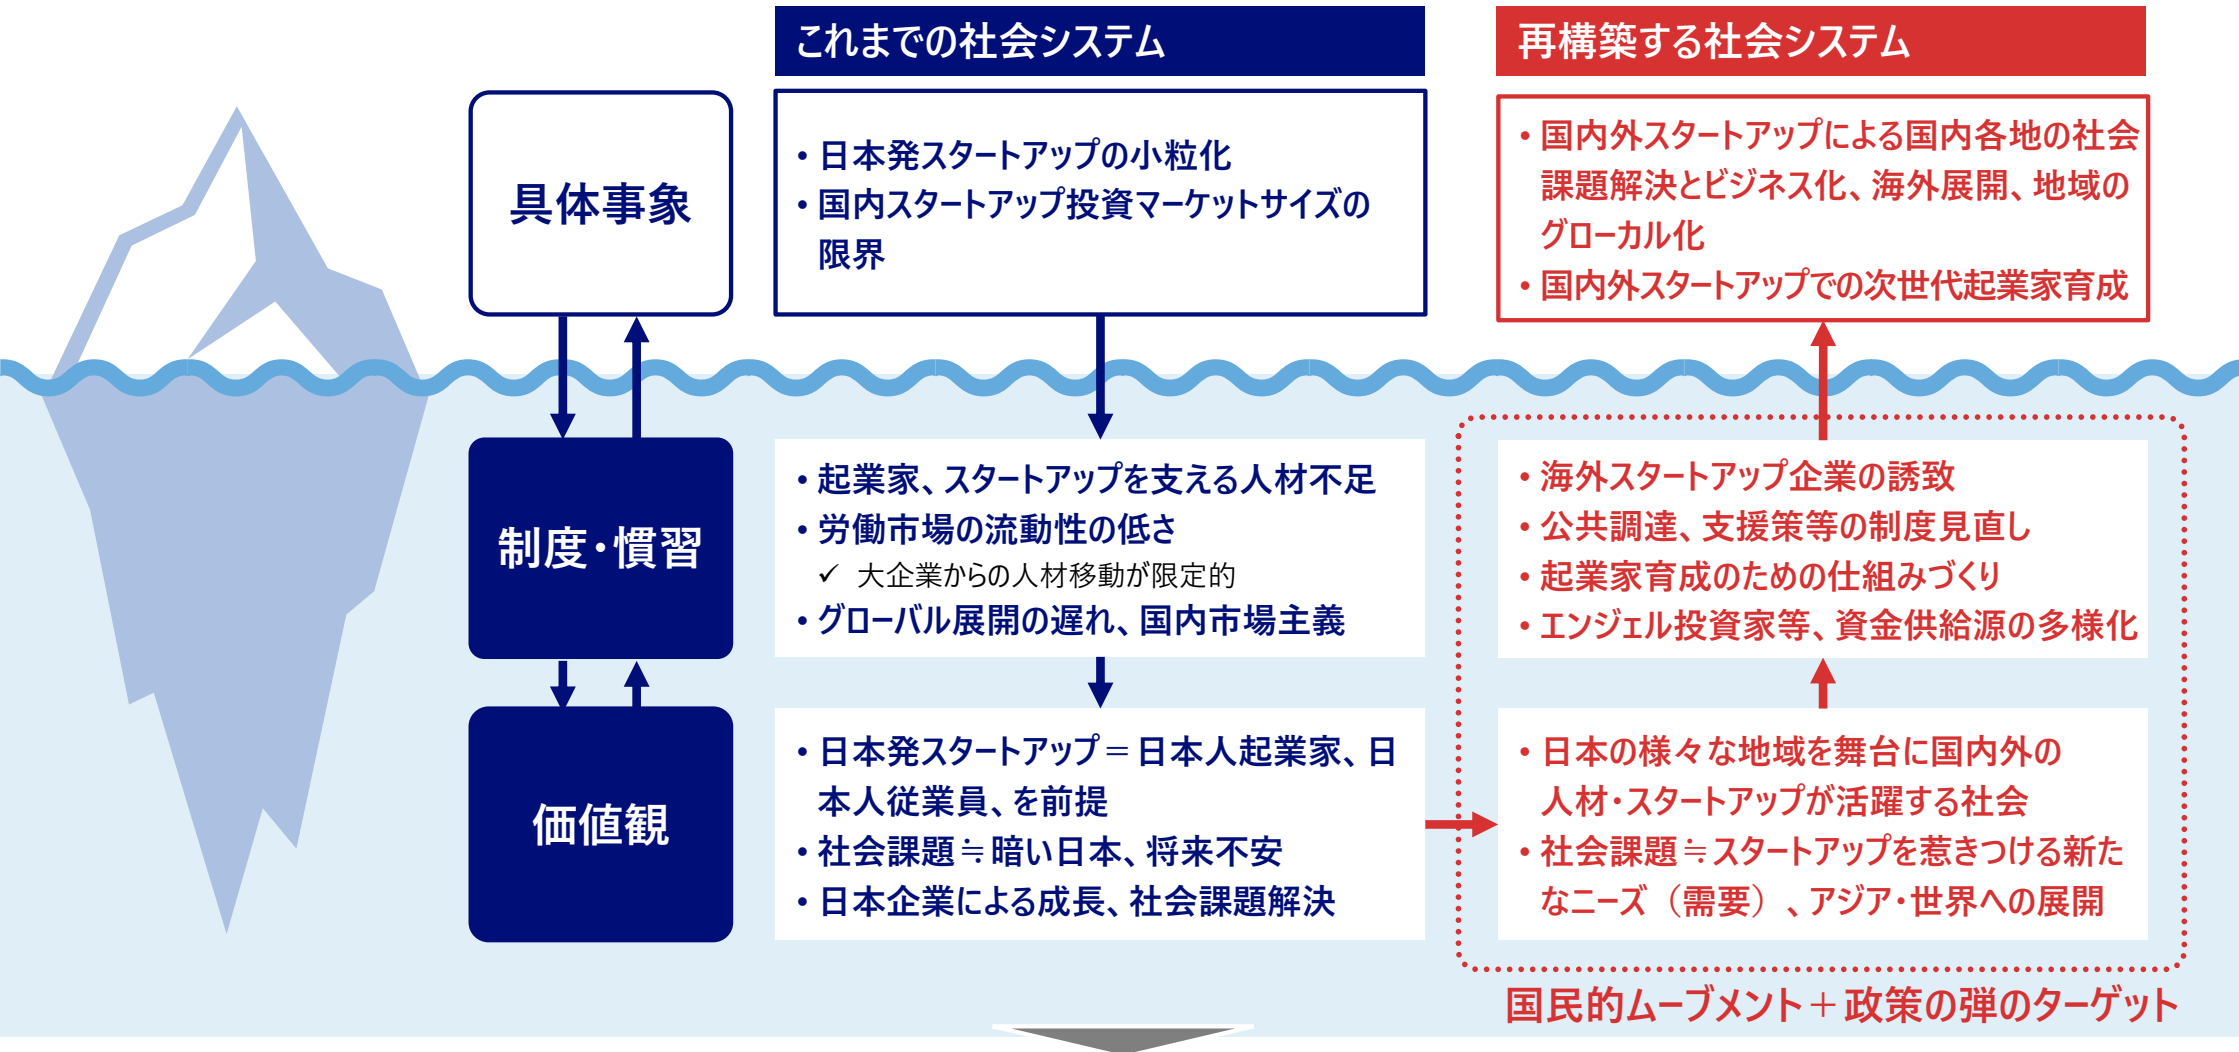 これまでの社会システム
再構築する社会システム
具体事象
・日本発スタートアップの小粒化
・国内スタートアップ投資マーケットサイズの
限界
・国内外スタートアップによる国内各地の社会
課題解決とビジネス化、海外展開、地域の
グローカル化
・国内外スタートアップでの次世代起業家育成
制度・慣習
・起業家、スタートアップを支える人材不足
・労働市場の流動性の低さ
✓ 大企業からの人材移動が限定的
・グローバル展開の遅れ、国内市場主義
・海外スタートアップ企業の誘致
・公共調達、支援策等の制度見直し
・起業家育成のための仕組みづくり
・エンジェル投資家等、資金供給源の多様化
価値観
・日本発スタートアップ＝日本人起業家、日
本人従業員、を前提
・社会課題≒暗い日本、将来不安
・日本企業による成長、社会課題解決
・日本の様々な地域を舞台に国内外の
人材・スタートアップが活躍する社会
・社会課題≒スタートアップを惹きつける新た
なニーズ（需要）、アジア・世界への展開
国民的ムーブメント＋政策の弾のターゲット